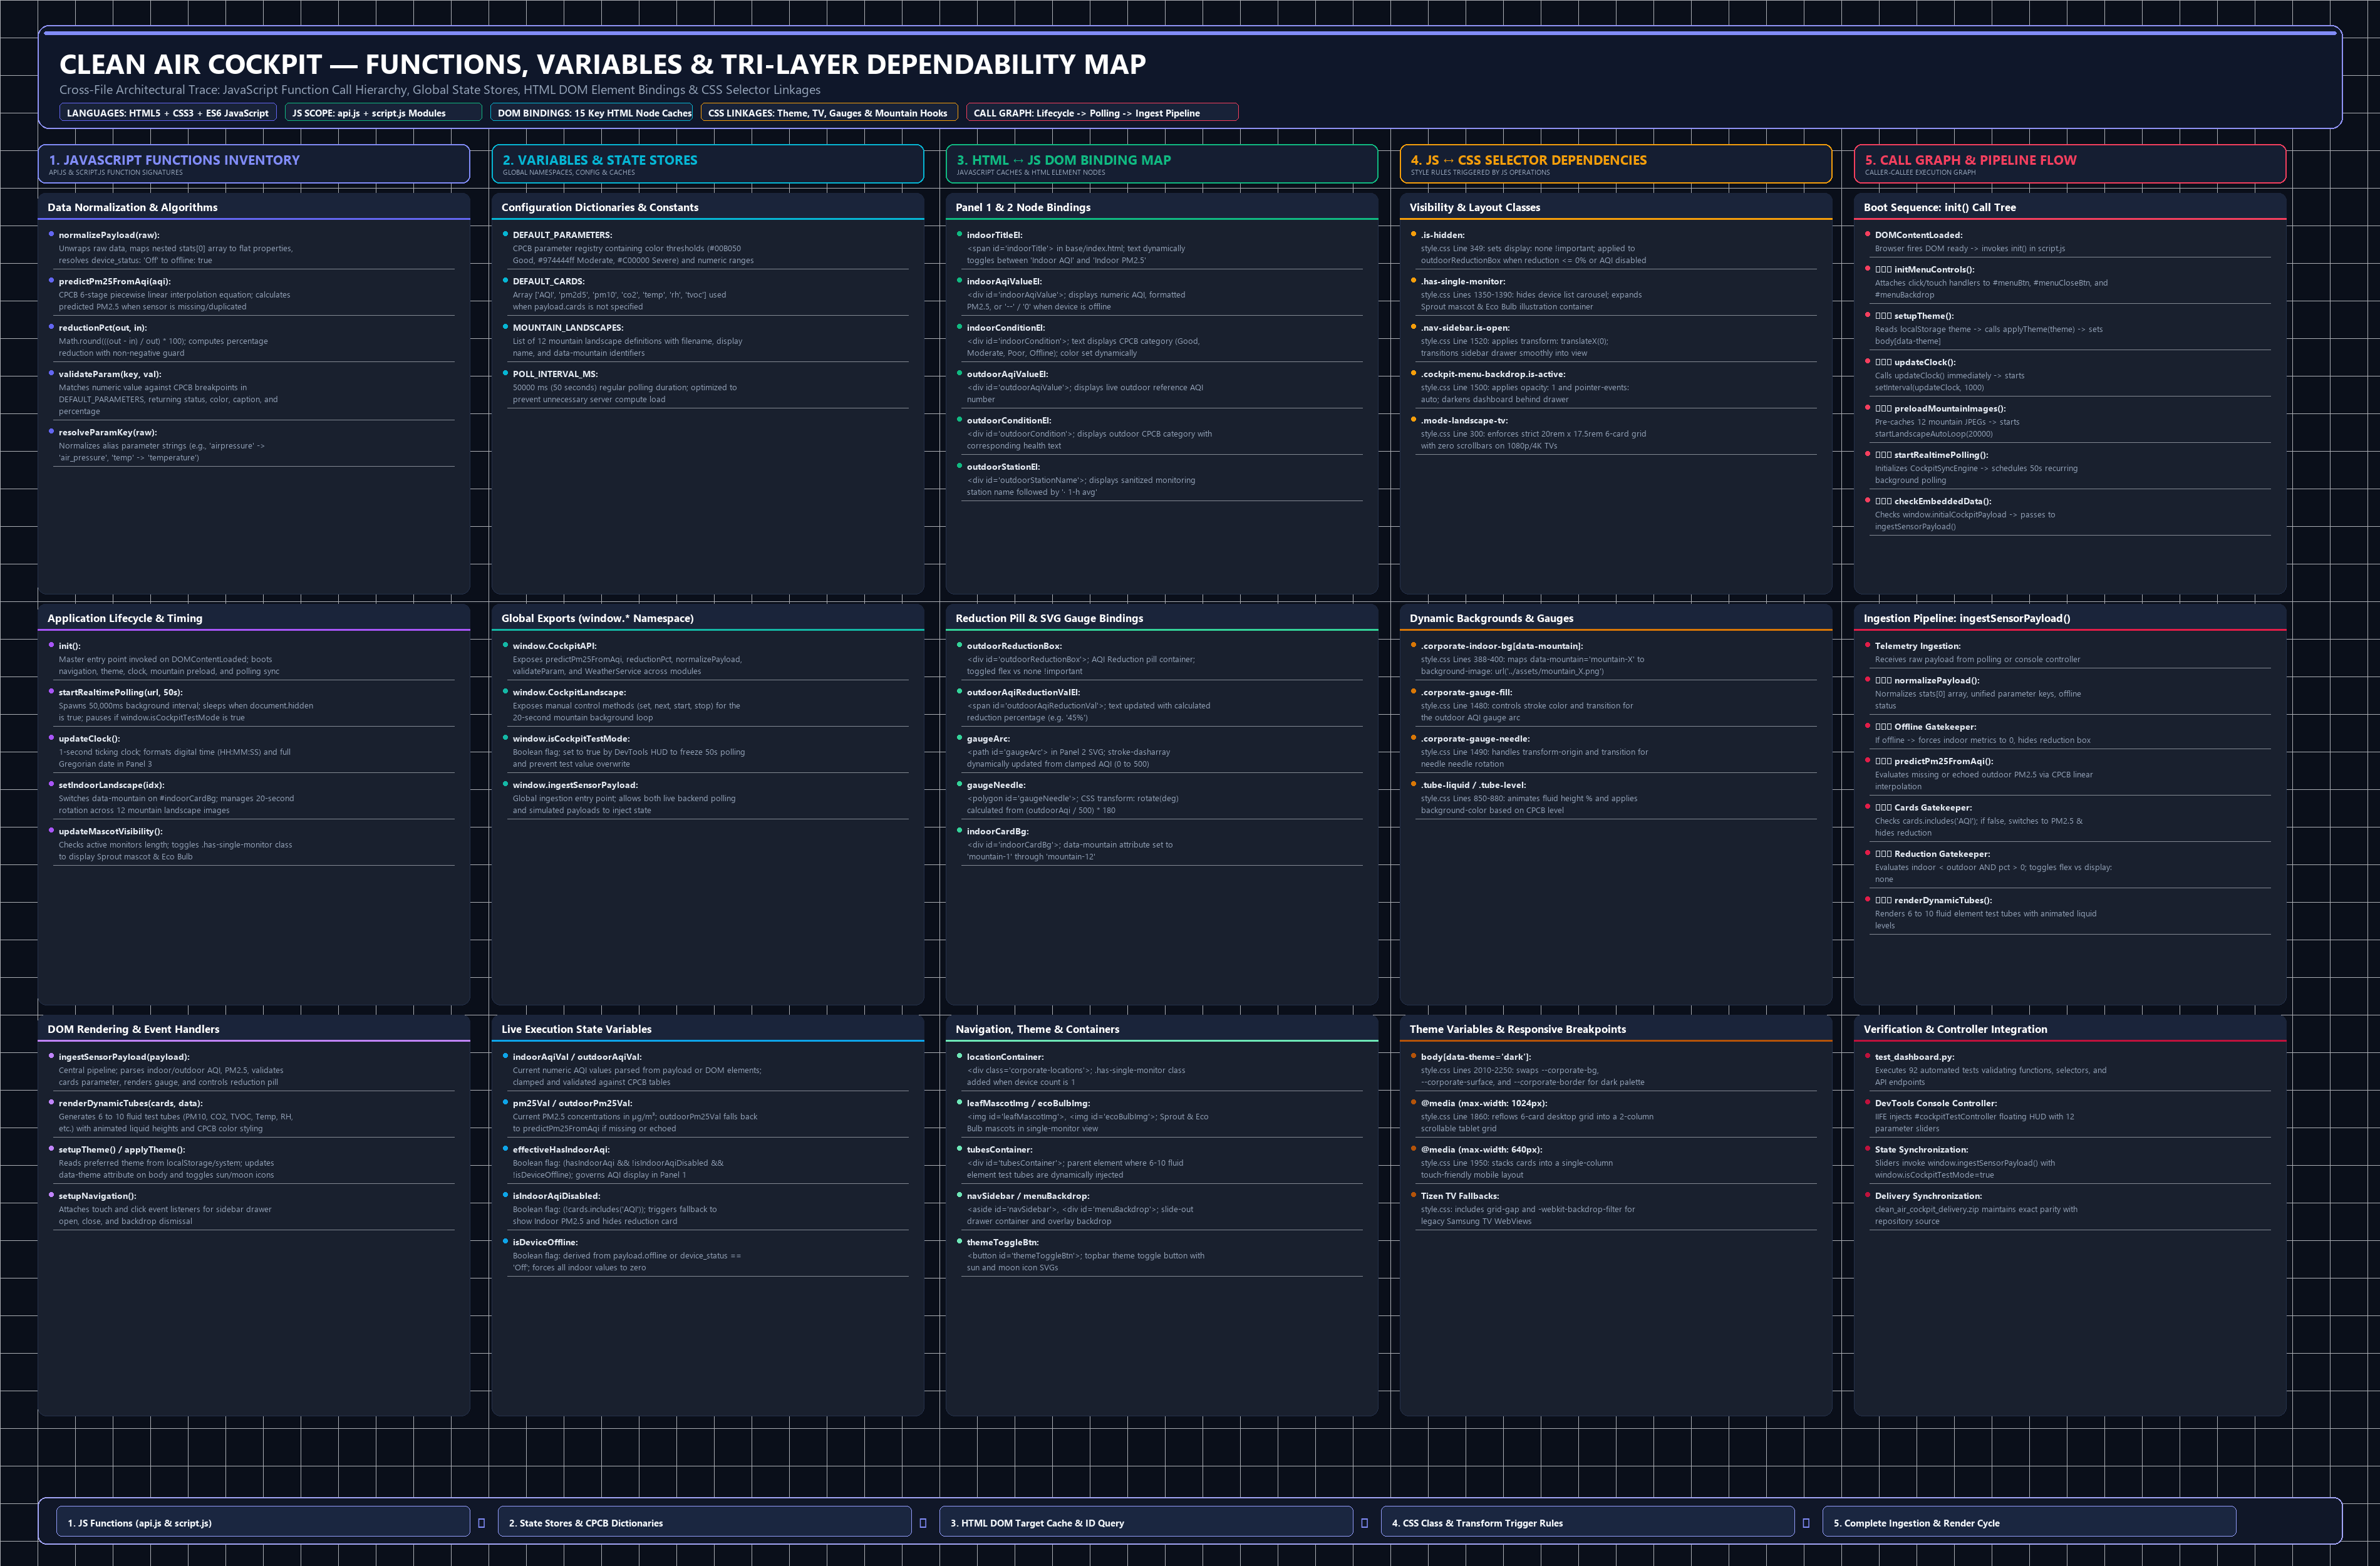 CLEAN AIR COCKPIT — FUNCTIONS, VARIABLES & TRI-LAYER DEPENDABILITY MAP
Cross-File Architectural Trace: JavaScript Function Call Hierarchy, Global State Stores, HTML DOM Element Bindings & CSS Selector Linkages
LANGUAGES: HTML5 + CSS3 + ES6 JavaScript
JS SCOPE: api.js + script.js Modules
DOM BINDINGS: 15 Key HTML Node Caches
CSS LINKAGES: Theme, TV, Gauges & Mountain Hooks
CALL GRAPH: Lifecycle -> Polling -> Ingest Pipeline
1. JAVASCRIPT FUNCTIONS INVENTORY
API.JS & SCRIPT.JS FUNCTION SIGNATURES
Data Normalization & Algorithms
normalizePayload(raw):
Unwraps raw data, maps nested stats[0] array to flat properties,
resolves device_status: 'Off' to offline: true
predictPm25FromAqi(aqi):
CPCB 6-stage piecewise linear interpolation equation; calculates
predicted PM2.5 when sensor is missing/duplicated
reductionPct(out, in):
Math.round(((out - in) / out) * 100); computes percentage
reduction with non-negative guard
validateParam(key, val):
Matches numeric value against CPCB breakpoints in
DEFAULT_PARAMETERS, returning status, color, caption, and
percentage
resolveParamKey(raw):
Normalizes alias parameter strings (e.g., 'airpressure' ->
'air_pressure', 'temp' -> 'temperature')
Application Lifecycle & Timing
init():
Master entry point invoked on DOMContentLoaded; boots
navigation, theme, clock, mountain preload, and polling sync
startRealtimePolling(url, 50s):
Spawns 50,000ms background interval; sleeps when document.hidden
is true; pauses if window.isCockpitTestMode is true
updateClock():
1-second ticking clock; formats digital time (HH:MM:SS) and full
Gregorian date in Panel 3
setIndoorLandscape(idx):
Switches data-mountain on #indoorCardBg; manages 20-second
rotation across 12 mountain landscape images
updateMascotVisibility():
Checks active monitors length; toggles .has-single-monitor class
to display Sprout mascot & Eco Bulb
DOM Rendering & Event Handlers
ingestSensorPayload(payload):
Central pipeline; parses indoor/outdoor AQI, PM2.5, validates
cards parameter, renders gauge, and controls reduction pill
renderDynamicTubes(cards, data):
Generates 6 to 10 fluid test tubes (PM10, CO2, TVOC, Temp, RH,
etc.) with animated liquid heights and CPCB color styling
setupTheme() / applyTheme():
Reads preferred theme from localStorage/system; updates
data-theme attribute on body and toggles sun/moon icons
setupNavigation():
Attaches touch and click event listeners for sidebar drawer
open, close, and backdrop dismissal
2. VARIABLES & STATE STORES
GLOBAL NAMESPACES, CONFIG & CACHES
Configuration Dictionaries & Constants
DEFAULT_PARAMETERS:
CPCB parameter registry containing color thresholds (#00B050
Good, #974444ff Moderate, #C00000 Severe) and numeric ranges
DEFAULT_CARDS:
Array ['AQI', 'pm2d5', 'pm10', 'co2', 'temp', 'rh', 'tvoc'] used
when payload.cards is not specified
MOUNTAIN_LANDSCAPES:
List of 12 mountain landscape definitions with filename, display
name, and data-mountain identifiers
POLL_INTERVAL_MS:
50000 ms (50 seconds) regular polling duration; optimized to
prevent unnecessary server compute load
Global Exports (window.* Namespace)
window.CockpitAPI:
Exposes predictPm25FromAqi, reductionPct, normalizePayload,
validateParam, and WeatherService across modules
window.CockpitLandscape:
Exposes manual control methods (set, next, start, stop) for the
20-second mountain background loop
window.isCockpitTestMode:
Boolean flag; set to true by DevTools HUD to freeze 50s polling
and prevent test value overwrite
window.ingestSensorPayload:
Global ingestion entry point; allows both live backend polling
and simulated payloads to inject state
Live Execution State Variables
indoorAqiVal / outdoorAqiVal:
Current numeric AQI values parsed from payload or DOM elements;
clamped and validated against CPCB tables
pm25Val / outdoorPm25Val:
Current PM2.5 concentrations in µg/m³; outdoorPm25Val falls back
to predictPm25FromAqi if missing or echoed
effectiveHasIndoorAqi:
Boolean flag: (hasIndoorAqi && !isIndoorAqiDisabled &&
!isDeviceOffline); governs AQI display in Panel 1
isIndoorAqiDisabled:
Boolean flag: (!cards.includes('AQI')); triggers fallback to
show Indoor PM2.5 and hides reduction card
isDeviceOffline:
Boolean flag: derived from payload.offline or device_status ==
'Off'; forces all indoor values to zero
3. HTML ↔ JS DOM BINDING MAP
JAVASCRIPT CACHES & HTML ELEMENT NODES
Panel 1 & 2 Node Bindings
indoorTitleEl:
<span id='indoorTitle'> in base/index.html; text dynamically
toggles between 'Indoor AQI' and 'Indoor PM2.5'
indoorAqiValueEl:
<div id='indoorAqiValue'>; displays numeric AQI, formatted
PM2.5, or '--' / '0' when device is offline
indoorConditionEl:
<div id='indoorCondition'>; text displays CPCB category (Good,
Moderate, Poor, Offline); color set dynamically
outdoorAqiValueEl:
<div id='outdoorAqiValue'>; displays live outdoor reference AQI
number
outdoorConditionEl:
<div id='outdoorCondition'>; displays outdoor CPCB category with
corresponding health text
outdoorStationEl:
<div id='outdoorStationName'>; displays sanitized monitoring
station name followed by '· 1-h avg'
Reduction Pill & SVG Gauge Bindings
outdoorReductionBox:
<div id='outdoorReductionBox'>; AQI Reduction pill container;
toggled flex vs none !important
outdoorAqiReductionValEl:
<span id='outdoorAqiReductionVal'>; text updated with calculated
reduction percentage (e.g. '45%')
gaugeArc:
<path id='gaugeArc'> in Panel 2 SVG; stroke-dasharray
dynamically updated from clamped AQI (0 to 500)
gaugeNeedle:
<polygon id='gaugeNeedle'>; CSS transform: rotate(deg)
calculated from (outdoorAqi / 500) * 180
indoorCardBg:
<div id='indoorCardBg'>; data-mountain attribute set to
'mountain-1' through 'mountain-12'
Navigation, Theme & Containers
locationContainer:
<div class='corporate-locations'>; .has-single-monitor class
added when device count is 1
leafMascotImg / ecoBulbImg:
<img id='leafMascotImg'>, <img id='ecoBulbImg'>; Sprout & Eco
Bulb mascots in single-monitor view
tubesContainer:
<div id='tubesContainer'>; parent element where 6-10 fluid
element test tubes are dynamically injected
navSidebar / menuBackdrop:
<aside id='navSidebar'>, <div id='menuBackdrop'>; slide-out
drawer container and overlay backdrop
themeToggleBtn:
<button id='themeToggleBtn'>; topbar theme toggle button with
sun and moon icon SVGs
4. JS ↔ CSS SELECTOR DEPENDENCIES
STYLE RULES TRIGGERED BY JS OPERATIONS
Visibility & Layout Classes
.is-hidden:
style.css Line 349: sets display: none !important; applied to
outdoorReductionBox when reduction <= 0% or AQI disabled
.has-single-monitor:
style.css Lines 1350-1390: hides device list carousel; expands
Sprout mascot & Eco Bulb illustration container
.nav-sidebar.is-open:
style.css Line 1520: applies transform: translateX(0);
transitions sidebar drawer smoothly into view
.cockpit-menu-backdrop.is-active:
style.css Line 1500: applies opacity: 1 and pointer-events:
auto; darkens dashboard behind drawer
.mode-landscape-tv:
style.css Line 300: enforces strict 20rem x 17.5rem 6-card grid
with zero scrollbars on 1080p/4K TVs
Dynamic Backgrounds & Gauges
.corporate-indoor-bg[data-mountain]:
style.css Lines 388-400: maps data-mountain='mountain-X' to
background-image: url('../assets/mountain_X.png')
.corporate-gauge-fill:
style.css Line 1480: controls stroke color and transition for
the outdoor AQI gauge arc
.corporate-gauge-needle:
style.css Line 1490: handles transform-origin and transition for
needle needle rotation
.tube-liquid / .tube-level:
style.css Lines 850-880: animates fluid height % and applies
background-color based on CPCB level
Theme Variables & Responsive Breakpoints
body[data-theme='dark']:
style.css Lines 2010-2250: swaps --corporate-bg,
--corporate-surface, and --corporate-border for dark palette
@media (max-width: 1024px):
style.css Line 1860: reflows 6-card desktop grid into a 2-column
scrollable tablet grid
@media (max-width: 640px):
style.css Line 1950: stacks cards into a single-column
touch-friendly mobile layout
Tizen TV Fallbacks:
style.css: includes grid-gap and -webkit-backdrop-filter for
legacy Samsung TV WebViews
5. CALL GRAPH & PIPELINE FLOW
CALLER-CALLEE EXECUTION GRAPH
Boot Sequence: init() Call Tree
DOMContentLoaded:
Browser fires DOM ready -> invokes init() in script.js
initMenuControls():
Attaches click/touch handlers to #menuBtn, #menuCloseBtn, and
#menuBackdrop
setupTheme():
Reads localStorage theme -> calls applyTheme(theme) -> sets
body[data-theme]
updateClock():
Calls updateClock() immediately -> starts
setInterval(updateClock, 1000)
preloadMountainImages():
Pre-caches 12 mountain JPEGs -> starts
startLandscapeAutoLoop(20000)
startRealtimePolling():
Initializes CockpitSyncEngine -> schedules 50s recurring
background polling
checkEmbeddedData():
Checks window.initialCockpitPayload -> passes to
ingestSensorPayload()
Ingestion Pipeline: ingestSensorPayload()
Telemetry Ingestion:
Receives raw payload from polling or console controller
normalizePayload():
Normalizes stats[0] array, unified parameter keys, offline
status
Offline Gatekeeper:
If offline -> forces indoor metrics to 0, hides reduction box
predictPm25FromAqi():
Evaluates missing or echoed outdoor PM2.5 via CPCB linear
interpolation
Cards Gatekeeper:
Checks cards.includes('AQI'); if false, switches to PM2.5 &
hides reduction
Reduction Gatekeeper:
Evaluates indoor < outdoor AND pct > 0; toggles flex vs display:
none
renderDynamicTubes():
Renders 6 to 10 fluid element test tubes with animated liquid
levels
Verification & Controller Integration
test_dashboard.py:
Executes 92 automated tests validating functions, selectors, and
API endpoints
DevTools Console Controller:
IIFE injects #cockpitTestController floating HUD with 12
parameter sliders
State Synchronization:
Sliders invoke window.ingestSensorPayload() with
window.isCockpitTestMode=true
Delivery Synchronization:
clean_air_cockpit_delivery.zip maintains exact parity with
repository source
1. JS Functions (api.js & script.js)
2. State Stores & CPCB Dictionaries
3. HTML DOM Target Cache & ID Query
4. CSS Class & Transform Trigger Rules
5. Complete Ingestion & Render Cycle